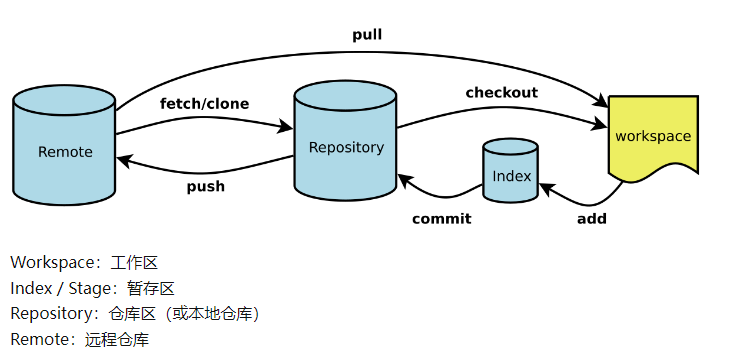 pull
fetch/clone
checkout
Remote
Repository
workspace
Index
push
commit
add
Workspace：工作区
Index / Stage：暂存区
Repository：仓库区（或本地仓库）
Remote：远程仓库